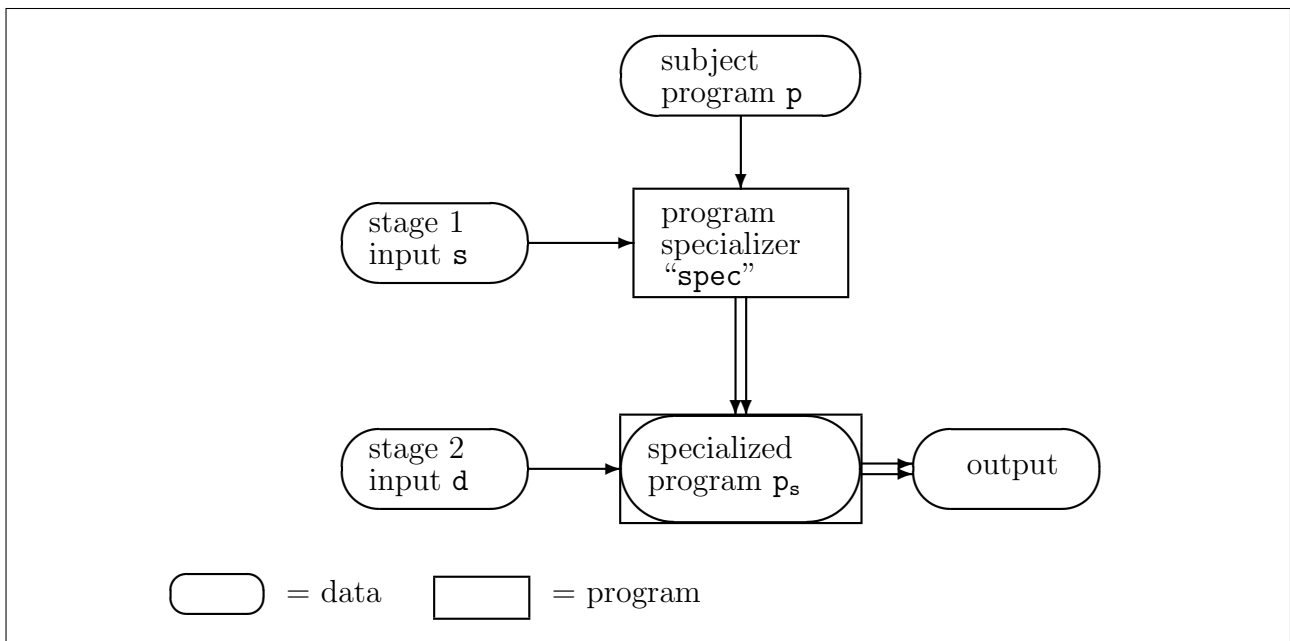 subject
program p
stage 1
input s
program
specializer
“spec”
stage 2
input d
specialized
program pₛ
output
= data
= program